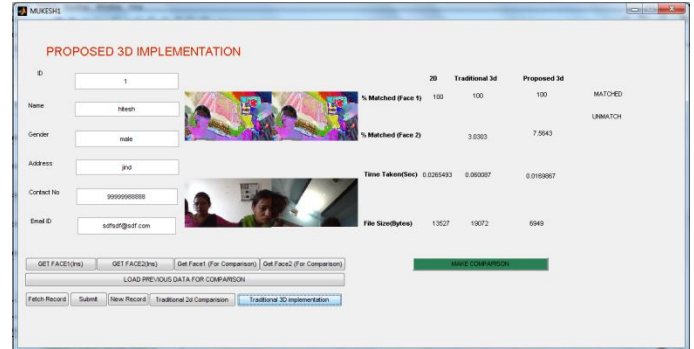 MUKESH1
PROPOSED 3D IMPLEMENTATION
ID 1
Name hitesh
Gender male
Address jind
Contact No 99999988888
Email ID sdfsdf@sdf.com
2D Traditional 3d Proposed 3d
% Matched (Face 1) 100 100 100 MATCHED
UNMATCH
% Matched (Face 2) 3.0303 7.5643
Time Taken(Sec) 0.0265493 0.060087 0.0169867
File Size(Bytes) 13527 19072 6949
GET FACE1(Ins) GET FACE2(Ins) Get Face1 (For Comparison) Get Face2 (For Comparison) MAKE COMPARISON
LOAD PREVIOUS DATA FOR COMPARISON
Fetch Record Submit New Record Traditional 2d Comparision Traditional 3D implementation